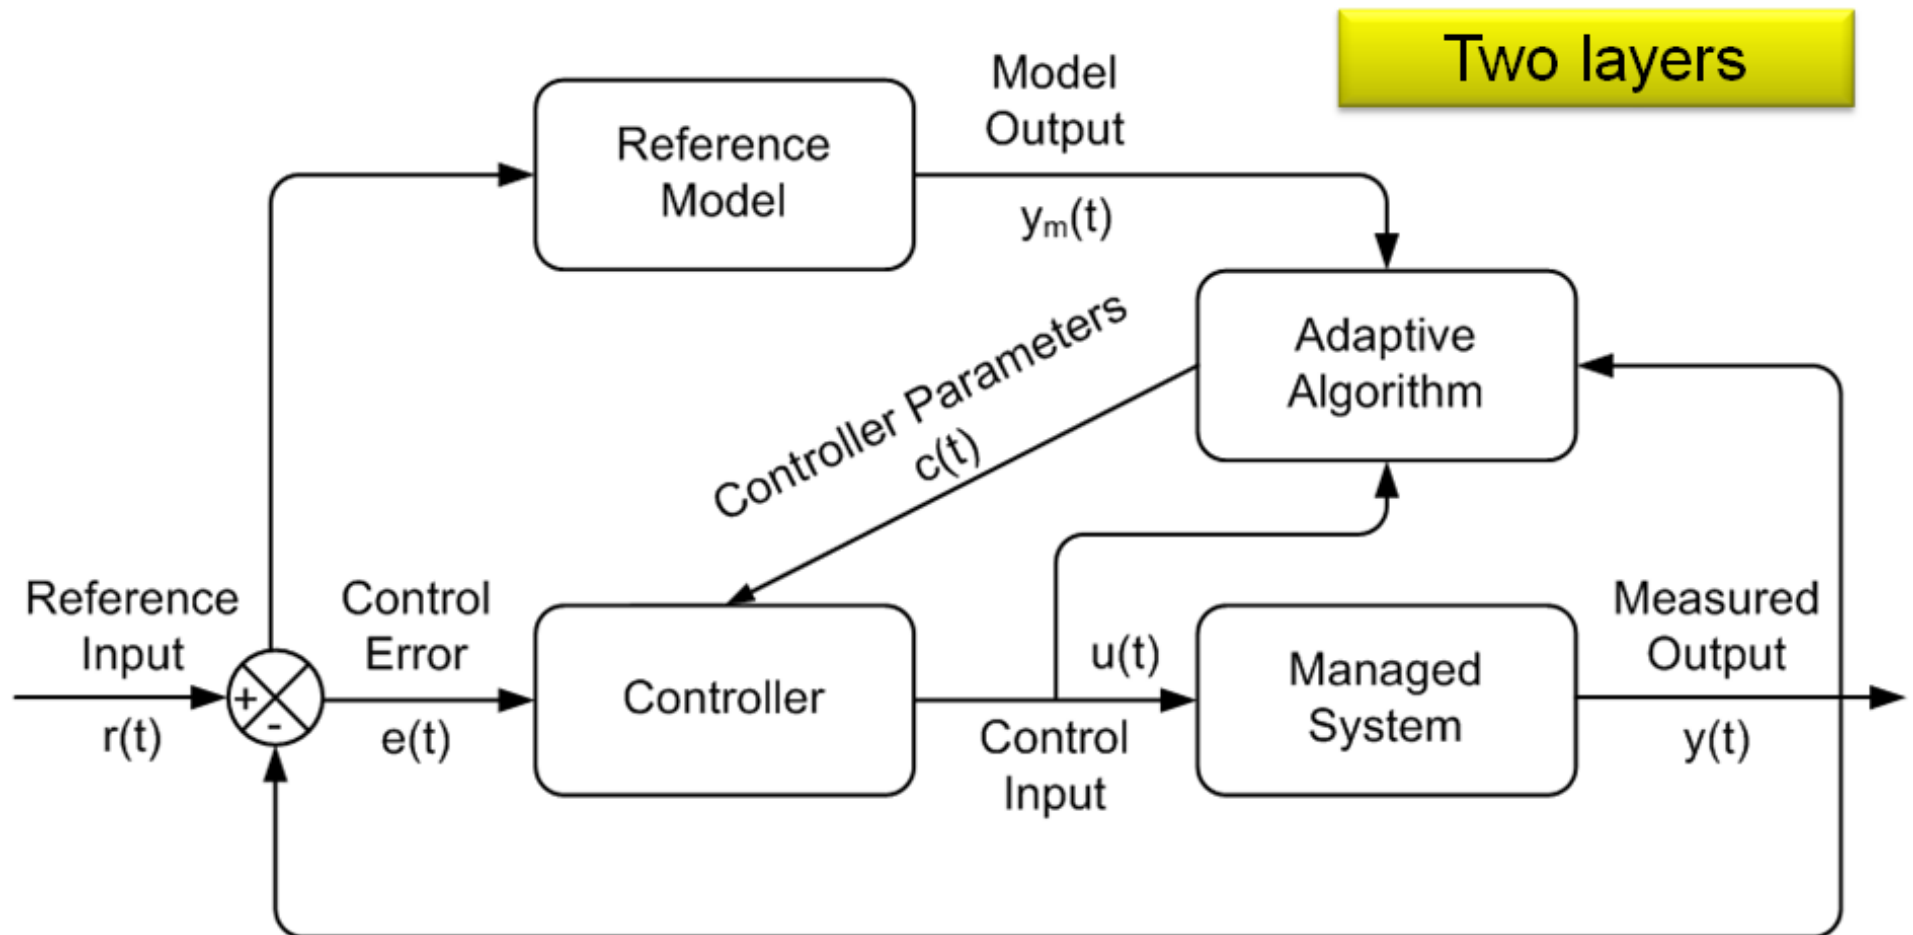 Two layers
Model
Output
Reference
Model
yₘ(t)
Adaptive
Algorithm
Controller Parameters
c(t)
Reference
Input
r(t)
+
-
Control
Error
e(t)
Controller
u(t)
Control
Input
Managed
System
Measured
Output
y(t)